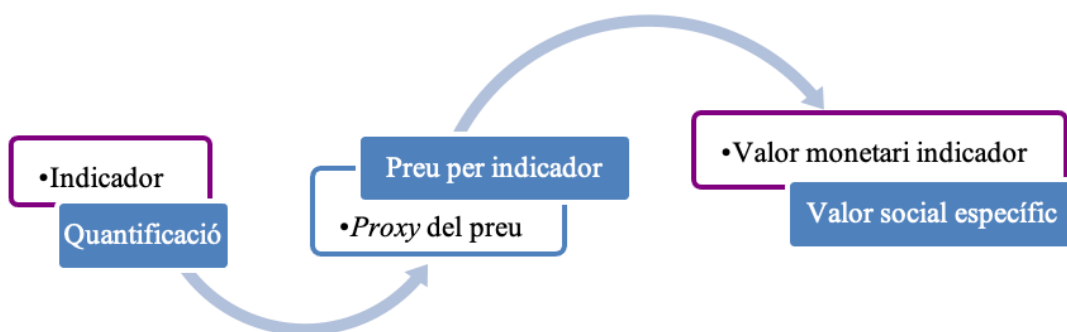 •Indicador
Quantificació
Preu per indicador
•Proxy del preu
•Valor monetari indicador
Valor social específic